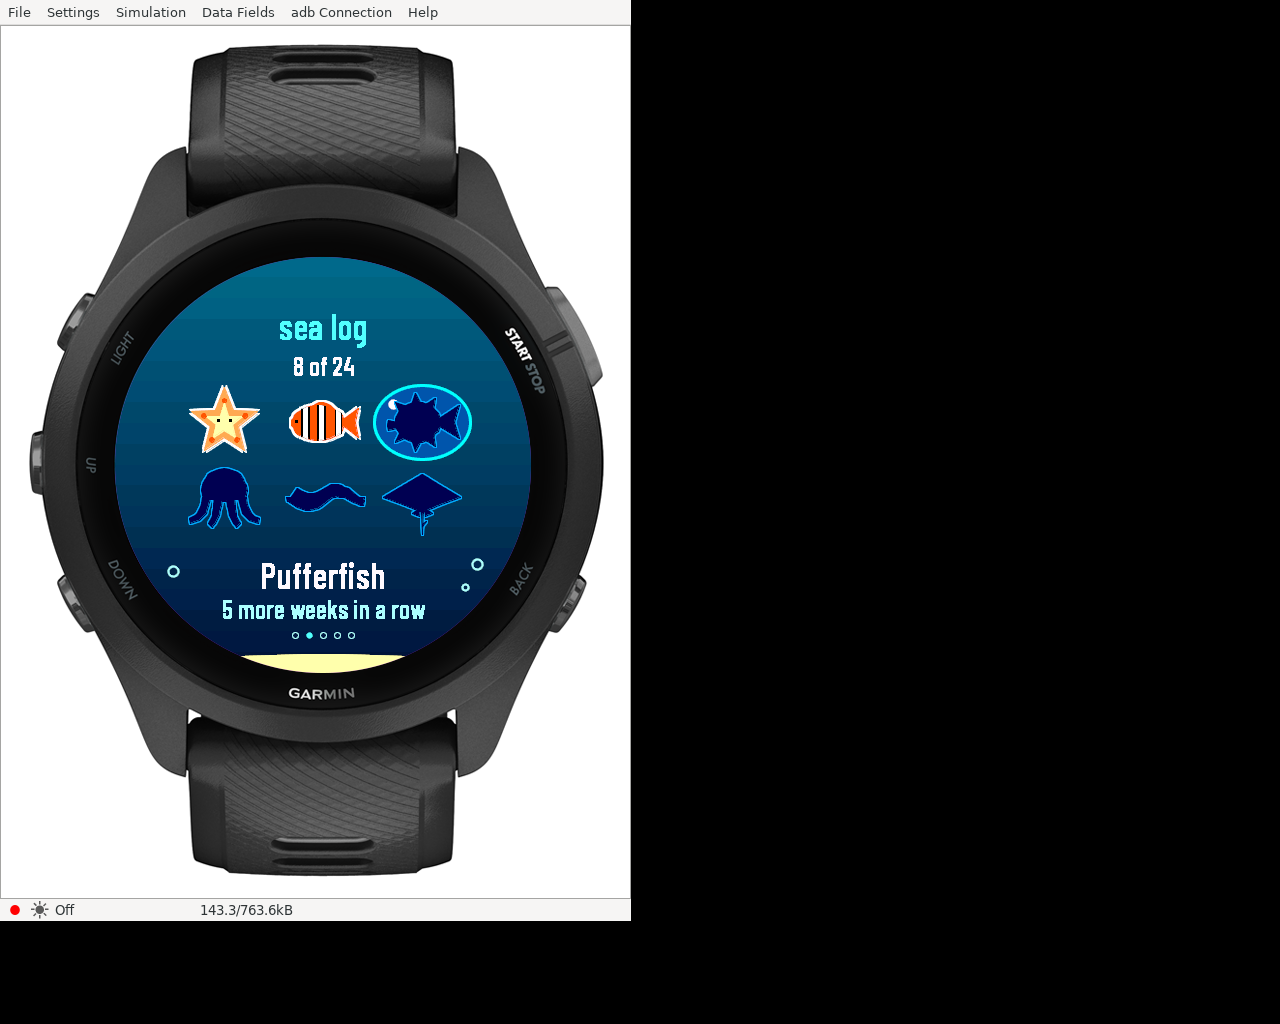 File Settings Simulation Data Fields adb Connection Help
LIGHT
START STOP
UP
DOWN
BACK
sea log
8 of 24
Pufferfish
5 more weeks in a row
GARMIN
Off 143.3/763.6kB